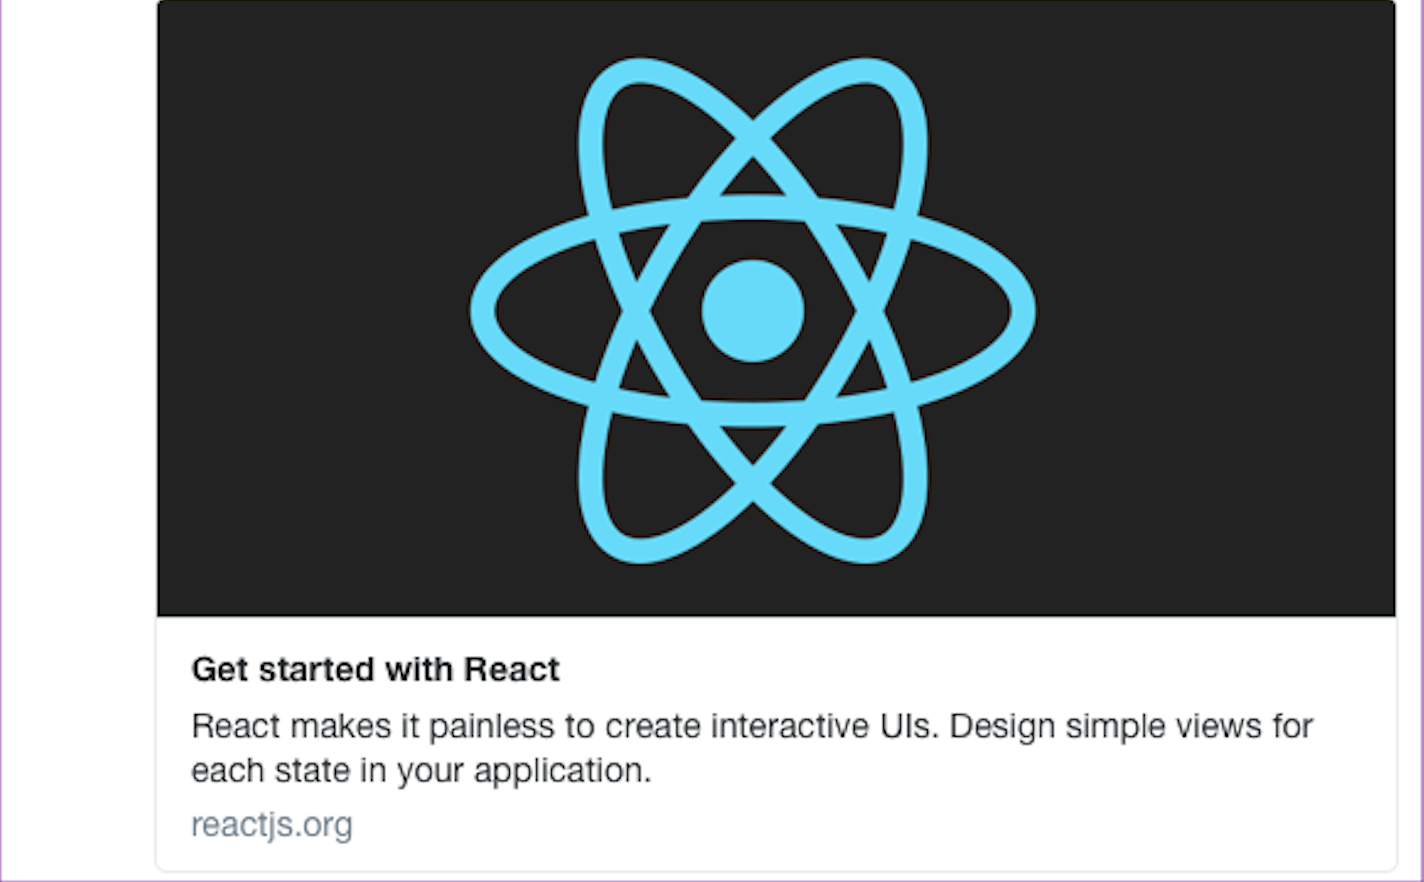 Get started with React
React makes it painless to create interactive UIs. Design simple views for
each state in your application.
reactjs.org